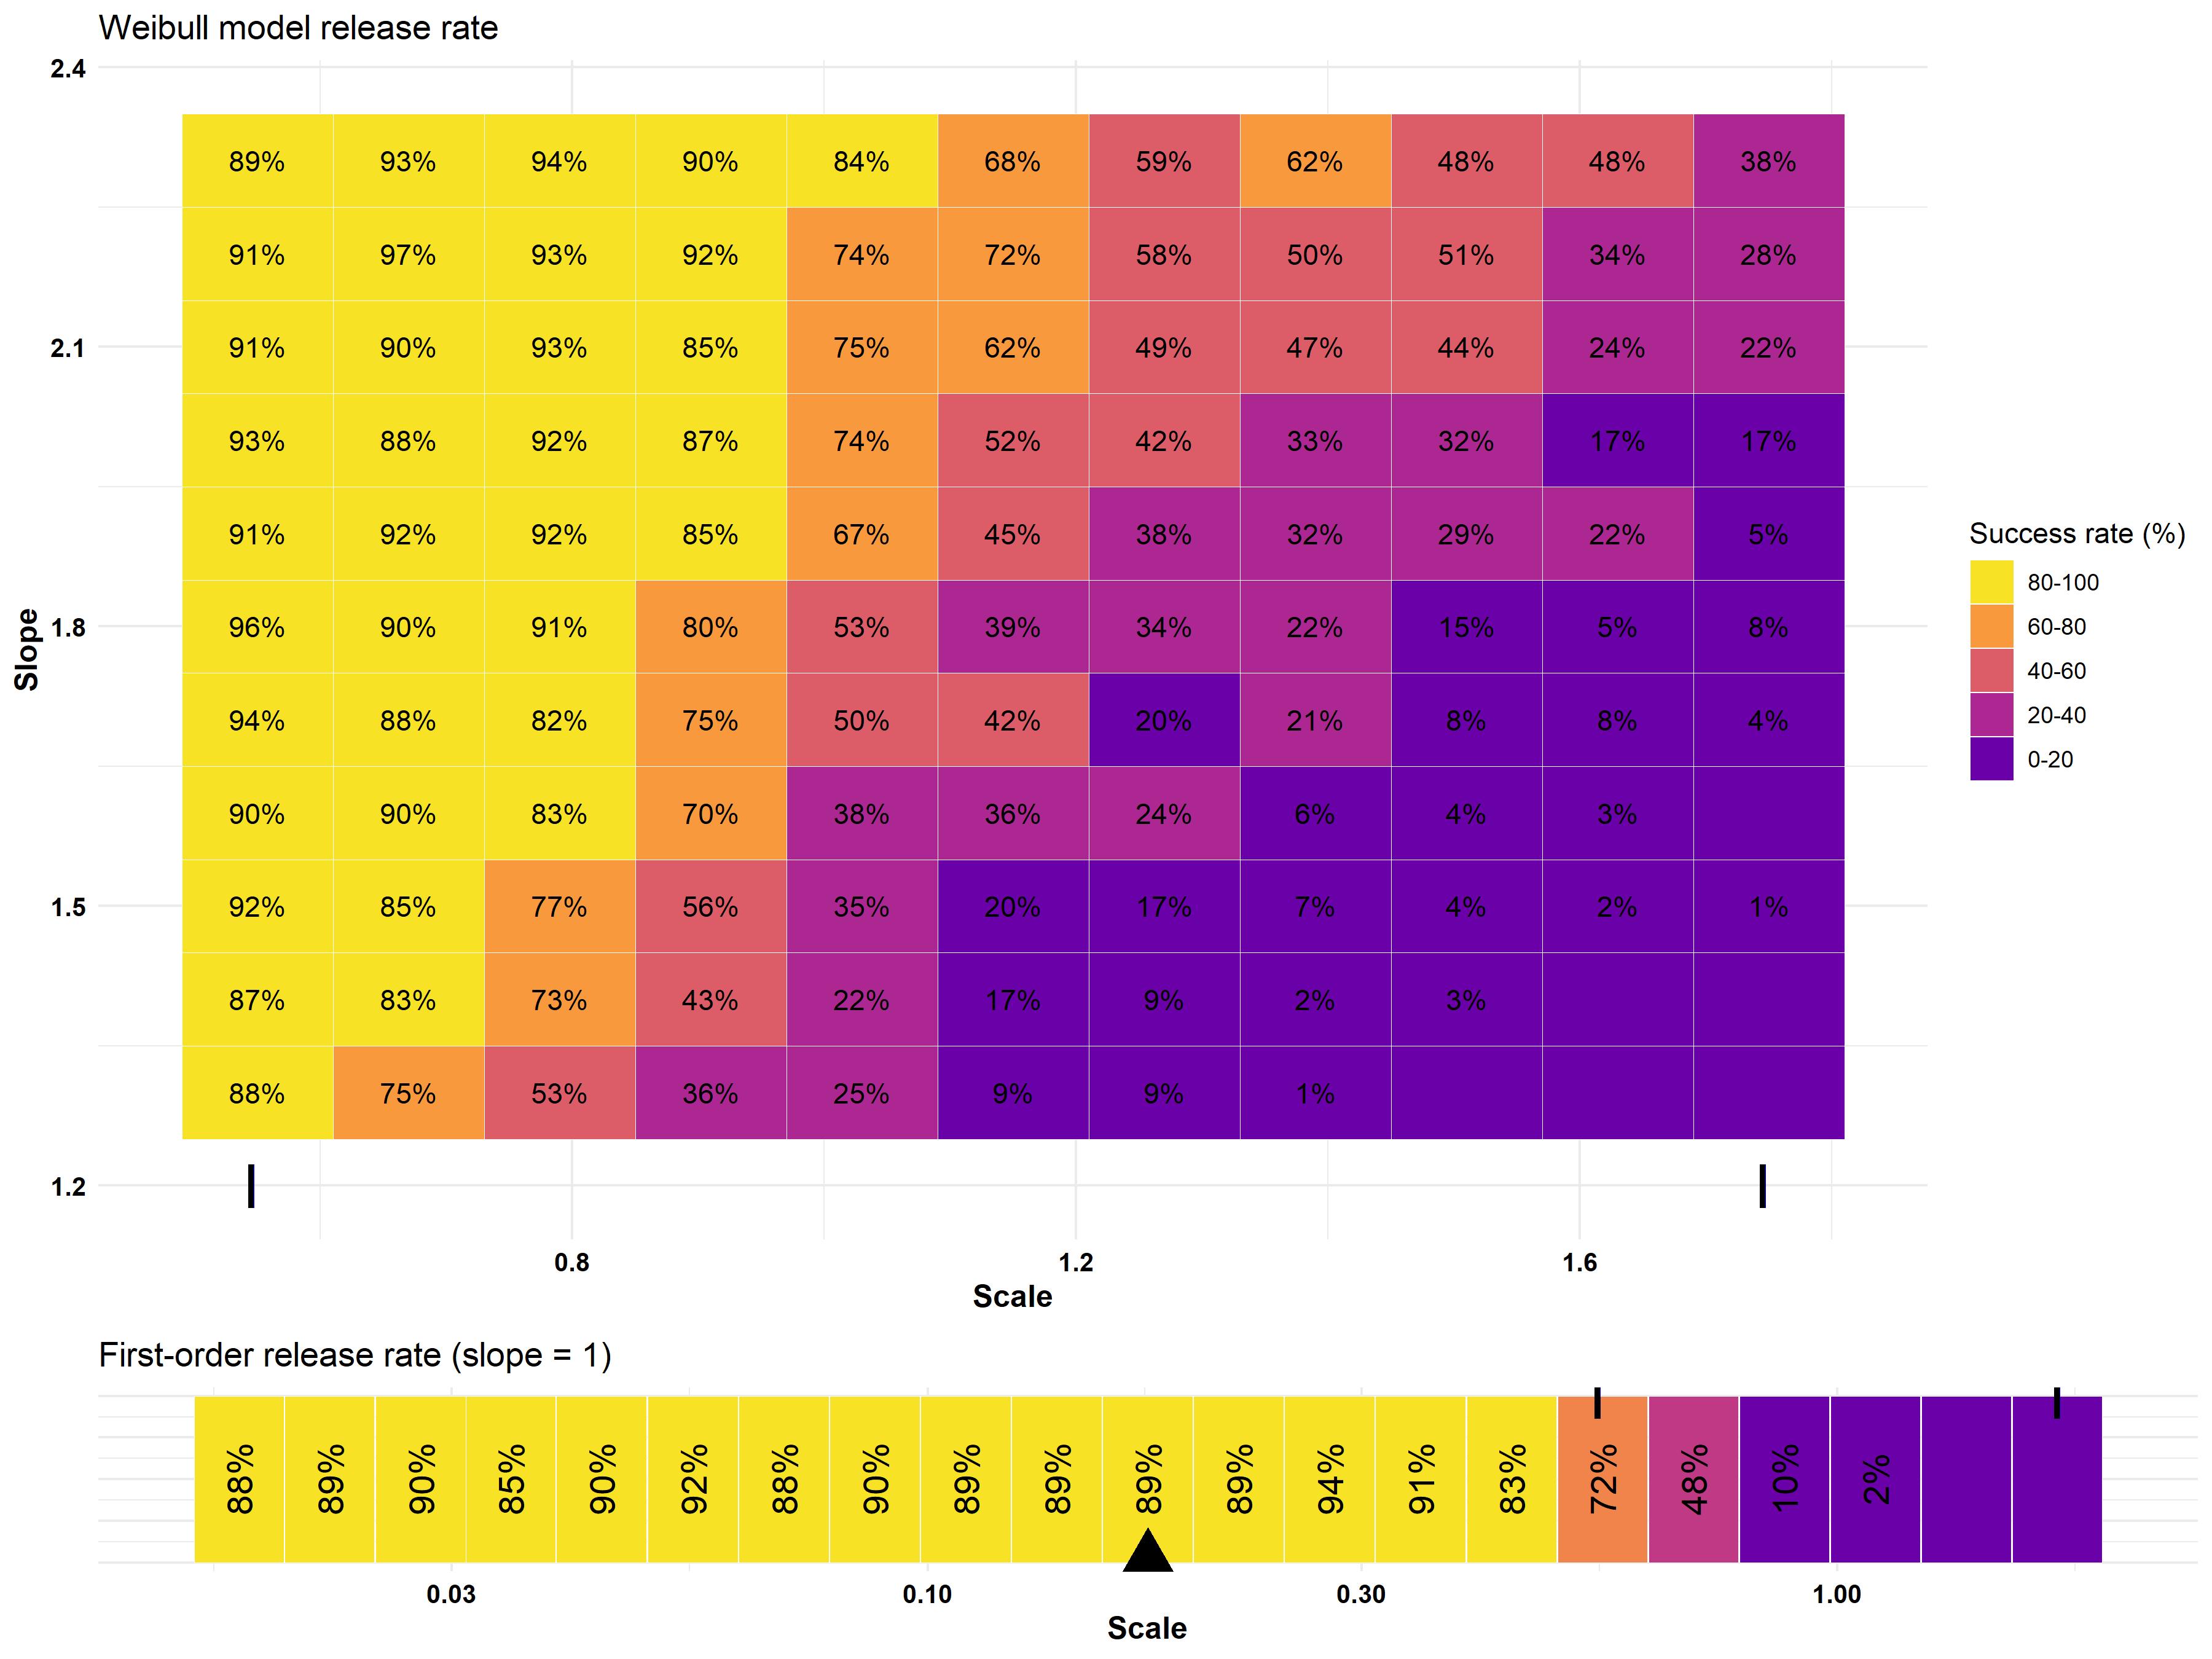 Weibull model release rate
2.4
89% 93% 94% 90% 84% 68% 59% 62% 48% 48% 38%
91% 97% 93% 92% 74% 72% 58% 50% 51% 34% 28%
2.1 91% 90% 93% 85% 75% 62% 49% 47% 44% 24% 22%
93% 88% 92% 87% 74% 52% 42% 33% 32% 17% 17%
91% 92% 92% 85% 67% 45% 38% 32% 29% 22% 5%
1.8 96% 90% 91% 80% 53% 39% 34% 22% 15% 5% 8%
94% 88% 82% 75% 50% 42% 20% 21% 8% 8% 4%
90% 90% 83% 70% 38% 36% 24% 6% 4% 3%
1.5 92% 85% 77% 56% 35% 20% 17% 7% 4% 2% 1%
87% 83% 73% 43% 22% 17% 9% 2% 3%
88% 75% 53% 36% 25% 9% 9% 1%
1.2
Slope
0.8 1.2 1.6
Scale
Success rate (%)
80-100
60-80
40-60
20-40
0-20
First-order release rate (slope = 1)
88% 89% 90% 85% 90% 92% 88% 90% 89% 89% 89% 89% 94% 91% 83% 72% 48% 10% 2%
0.03 0.10 0.30 1.00
Scale